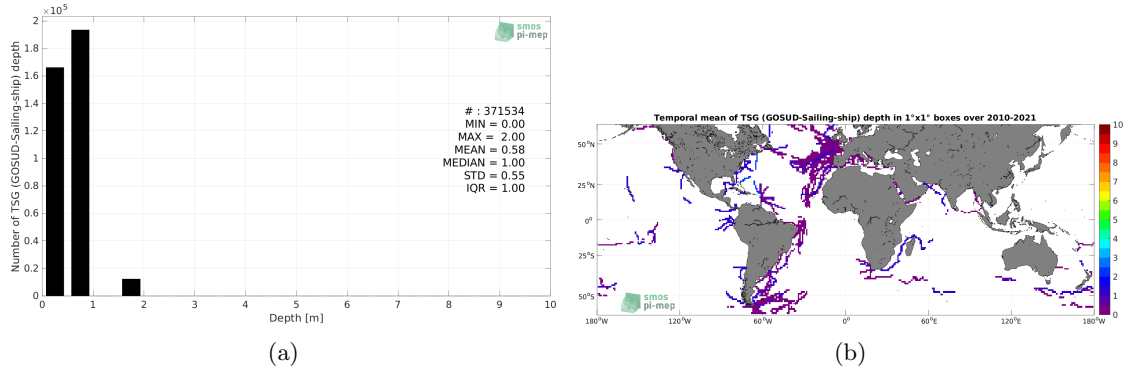 ×10⁵
2
1.8
1.6
1.4
1.2
1
0.8
0.6
0.4
0.2
0
Number of TSG (GOSUD-Sailing-ship) depth
smos
pi-mep
# : 371534
MIN = 0.00
MAX = 2.00
MEAN = 0.58
MEDIAN = 1.00
STD = 0.55
IQR = 1.00
0 1 2 3 4 5 6 7 8 9 10
Depth [m]
(a)
Temporal mean of TSG (GOSUD-Sailing-ship) depth in 1°x1° boxes over 2010-2021
50°N
25°N
0°
25°S
50°S
smos
pi-mep
180°W 120°W 60°W 0° 60°E 120°E 180°W
10
9
8
7
6
5
4
3
2
1
0
(b)